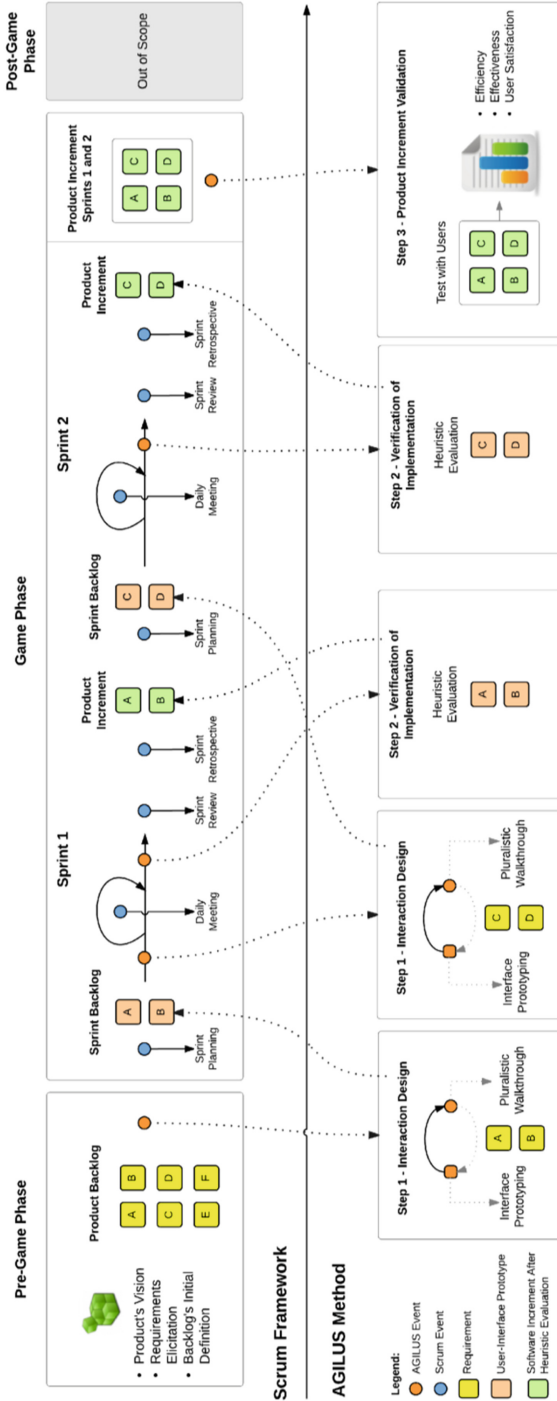 Pre-Game Phase
Game Phase
Post-Game
Phase
Product's Vision
Requirements
Elicitation
Backlog's Initial
Definition
Product Backlog
A
B
C
D
E
F
Sprint 1
Sprint Backlog
A
B
Sprint
Planning
Daily
Meeting
Sprint
Review
Sprint
Retrospective
Product
Increment
A
B
Sprint 2
Sprint Backlog
C
D
Sprint
Planning
Daily
Meeting
Sprint
Review
Sprint
Retrospective
Product
Increment
C
D
Product Increment
Sprints 1 and 2
A
C
B
D
Out of Scope
Scrum Framework
AGILUS Method
Legend:
AGILUS Event
Scrum Event
Requirement
User-Interface Prototype
Software Increment After
Heuristic Evaluation
Step 1 - Interaction Design
Interface
Prototyping
Pluralistic
Walkthrough
A
B
Step 1 - Interaction Design
Interface
Prototyping
Pluralistic
Walkthrough
C
D
Step 2 - Verification of
Implementation
Heuristic
Evaluation
A
B
Step 2 - Verification of
Implementation
Heuristic
Evaluation
C
D
Step 3 - Product Increment Validation
Test with Users
A
C
B
D
Efficiency
Effectiveness
User Satisfaction